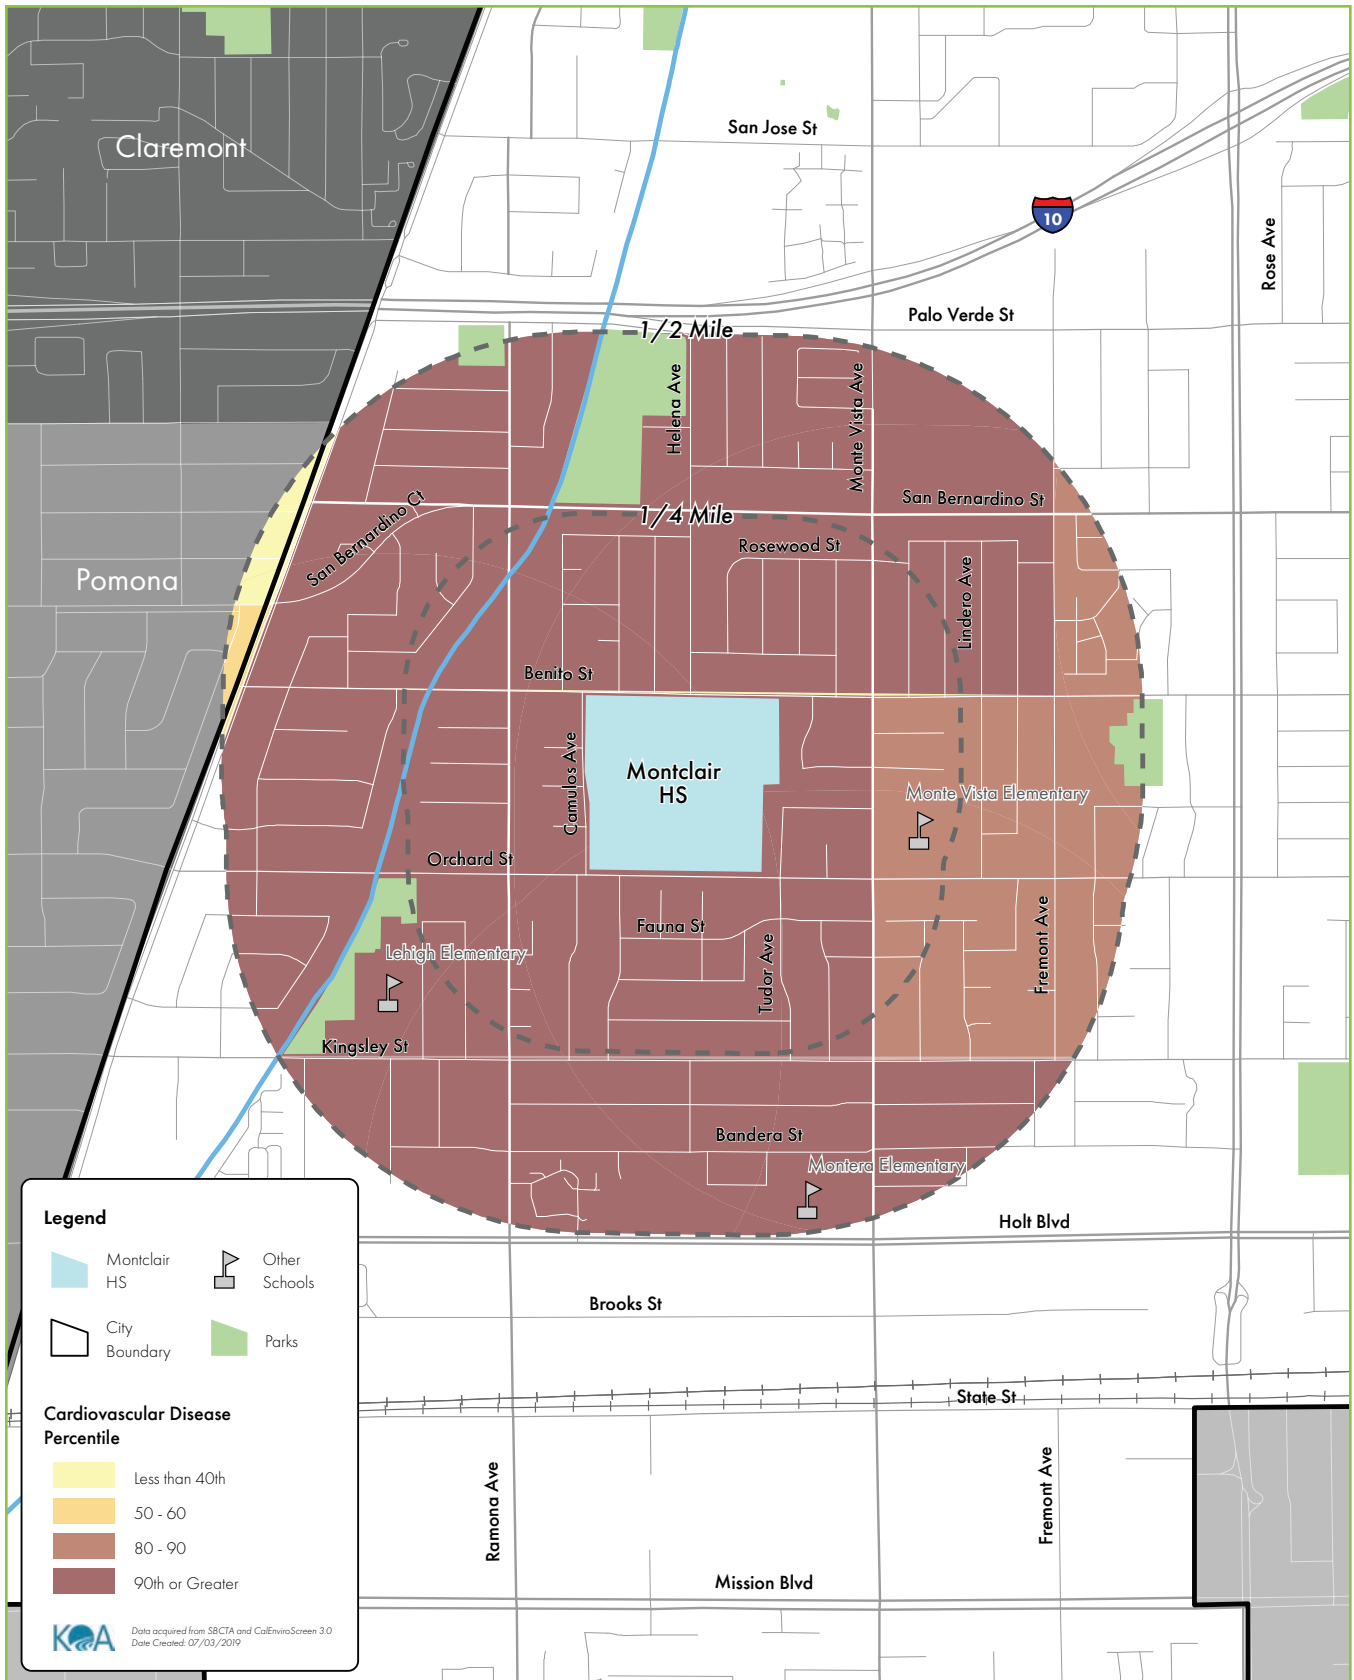 San Jose St
Claremont
10
Rose Ave
Palo Verde St
1/2 Mile
Helena Ave
Monte Vista Ave
San Bernardino St
San Bernardino Ct
1/4 Mile
Rosewood St
Lindero Ave
Pomona
Benito St
Camulos Ave
Montclair
HS
Monte Vista Elementary
Orchard St
Fauna St
Fremont Ave
Tudor Ave
Lehigh Elementary
Kingsley St
Bandera St
Montera Elementary
Holt Blvd
Brooks St
State St
Ramona Ave
Fremont Ave
Mission Blvd
Legend
Montclair
HS
Other
Schools
City
Boundary
Parks
Cardiovascular Disease
Percentile
Less than 40th
50 - 60
80 - 90
90th or Greater
KOA
Data acquired from SBCTA and CalEnviroScreen 3.0
Date Created: 07/03/2019